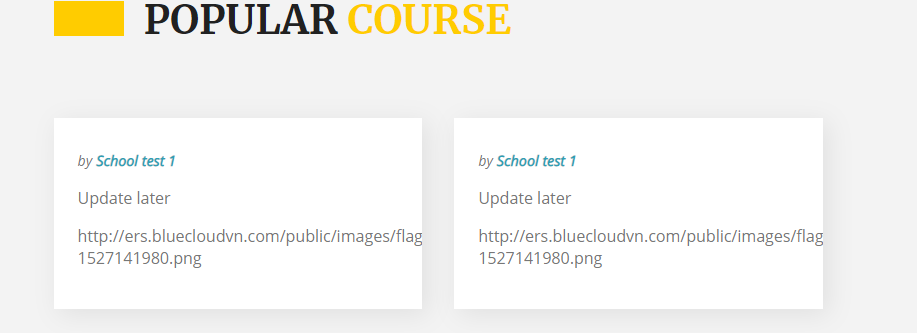 POPULAR COURSE
by School test 1
Update later
http://ers.bluecloudvn.com/public/images/flag
1527141980.png
by School test 1
Update later
http://ers.bluecloudvn.com/public/images/flag
1527141980.png